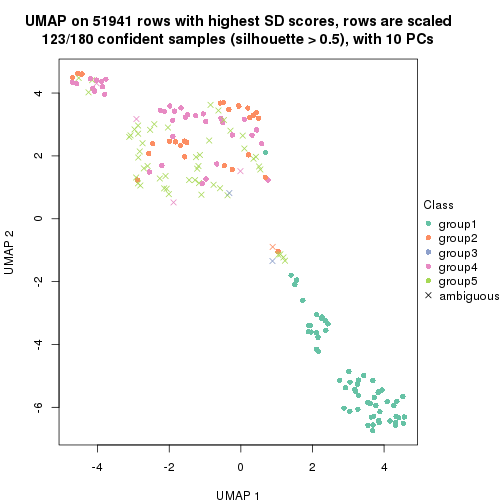 UMAP on 51941 rows with highest SD scores, rows are scaled
123/180 confident samples (silhouette > 0.5), with 10 PCs
4
2
0
-2
-4
-6
UMAP 2
-4
-2
0
2
4
UMAP 1
Class
group1
group2
group3
group4
group5
ambiguous